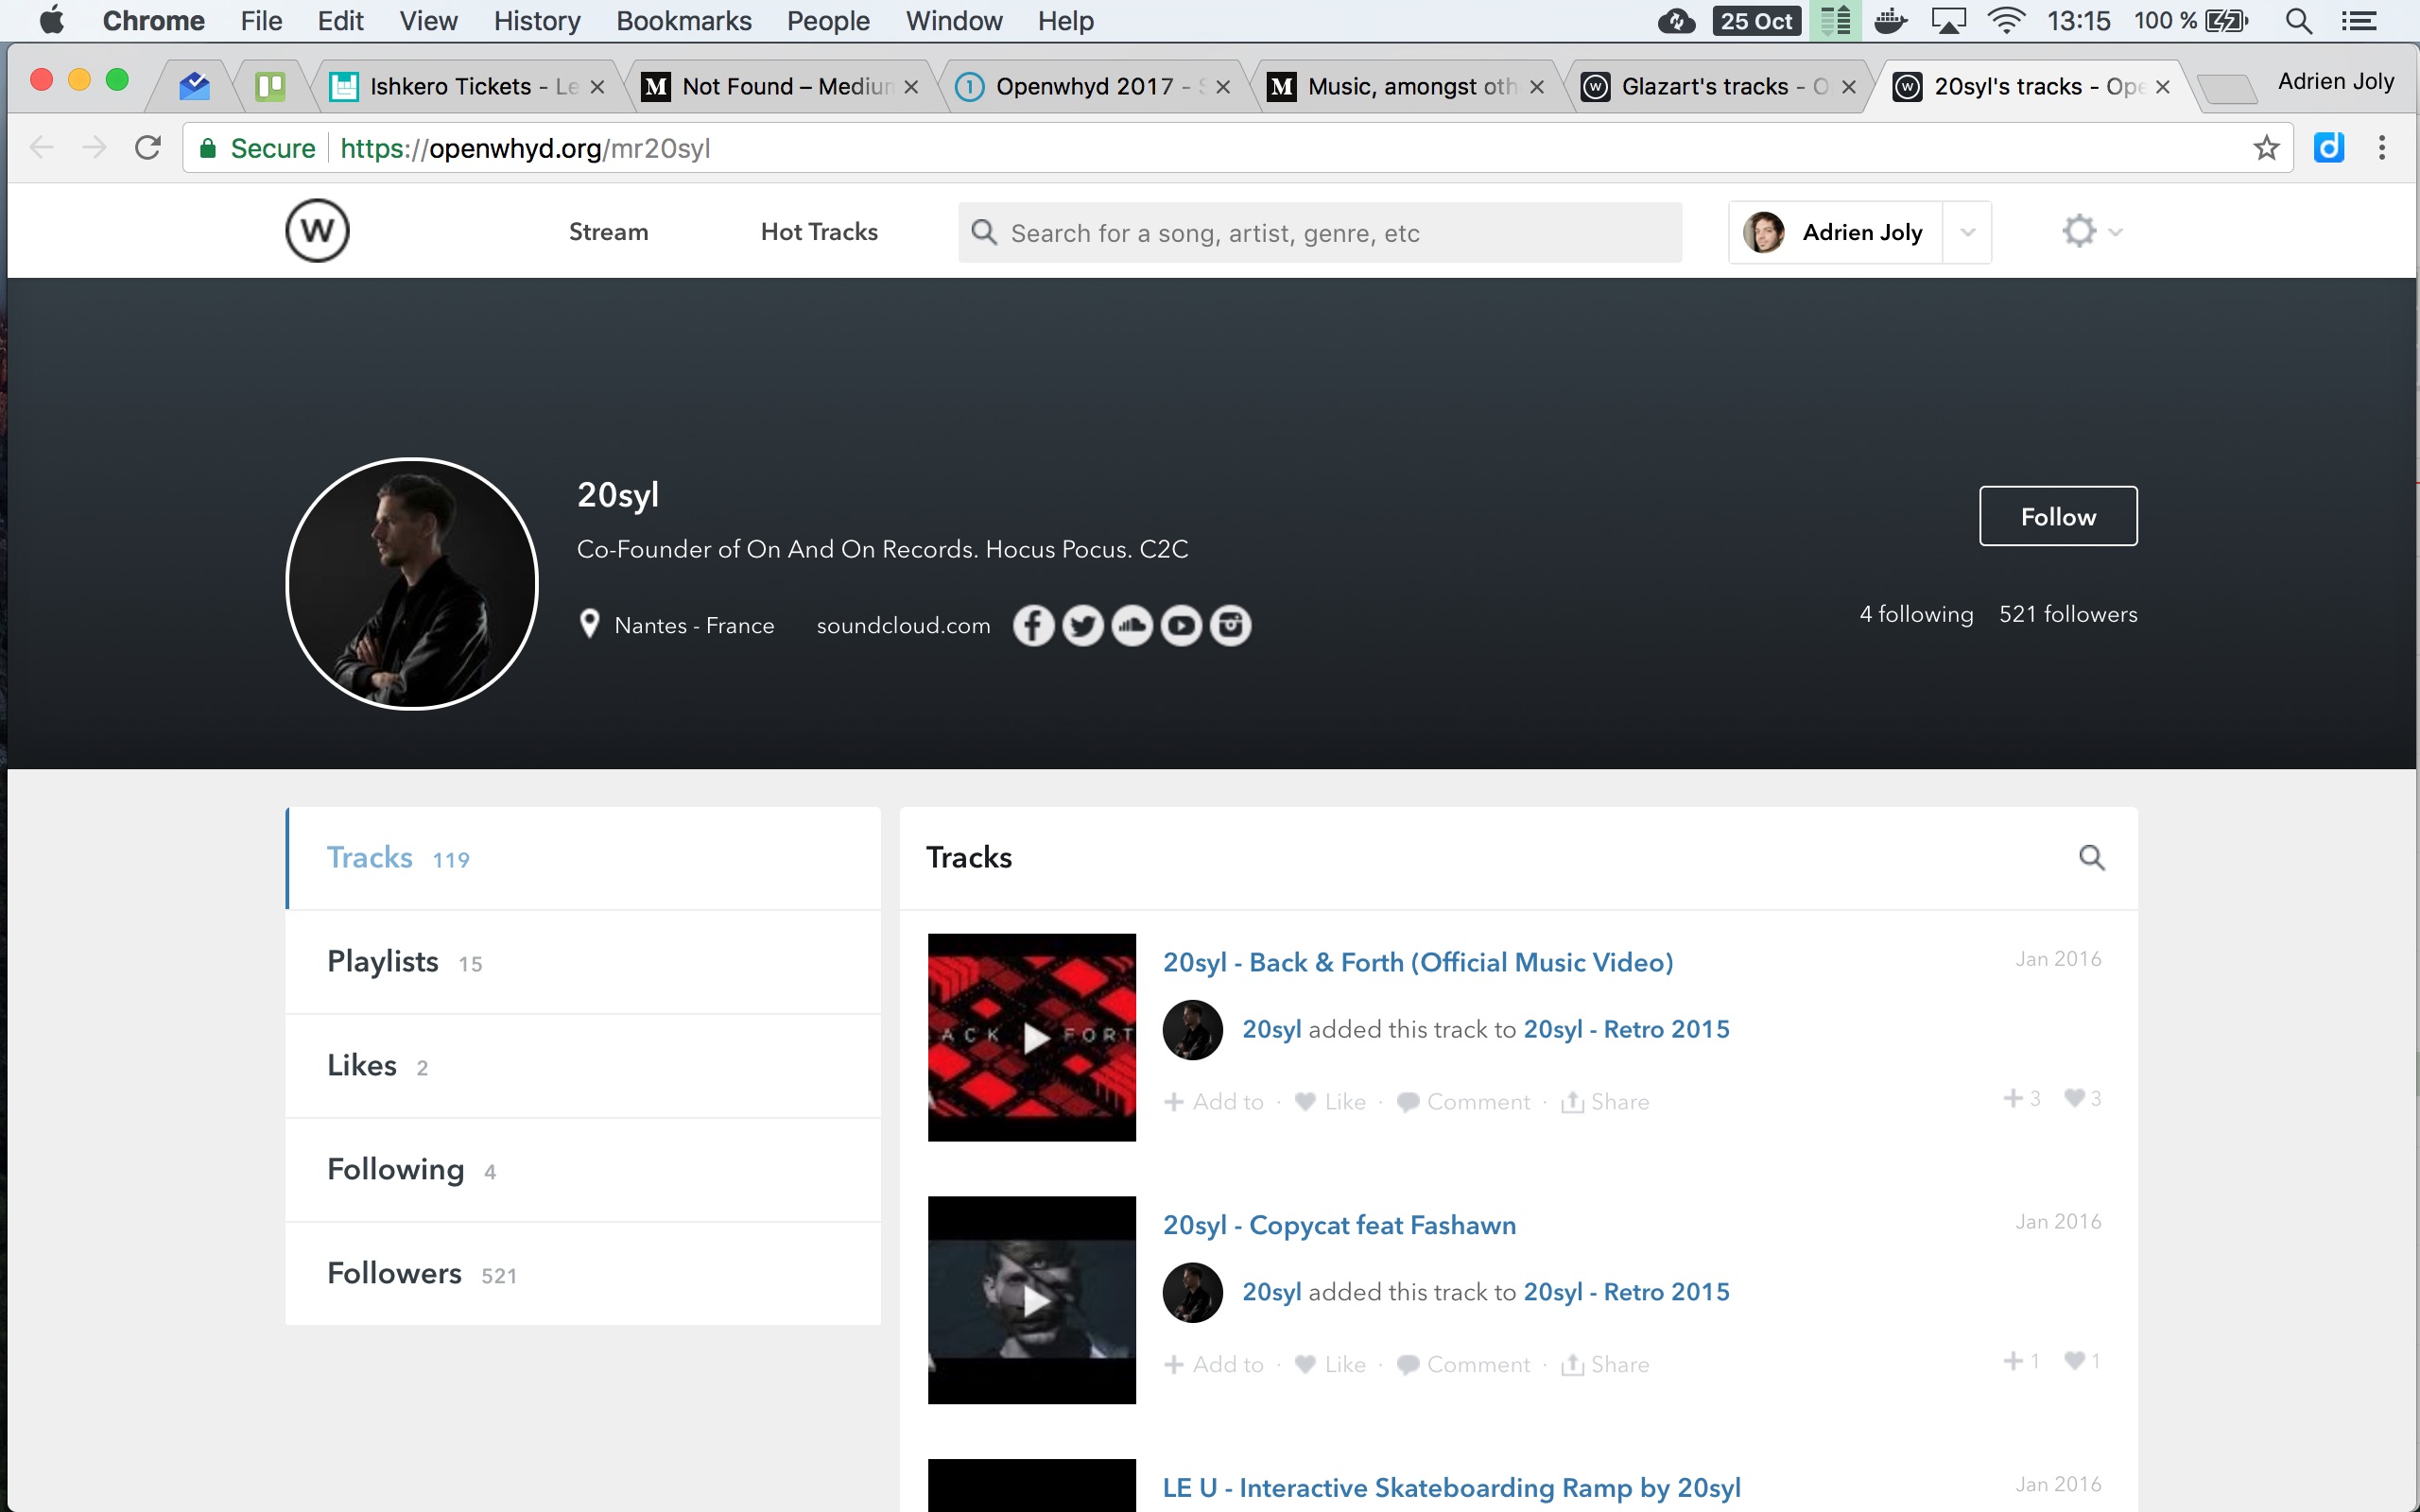 Chrome File Edit View History Bookmarks People Window Help 25 Oct 13:15 100 %
Ishkero Tickets - Le Not Found – Medium Openwhyd 2017 - S Music, amongst oth Glazart's tracks - O 20syl's tracks - Ope Adrien Joly
Secure https://openwhyd.org/mr20syl
W Stream Hot Tracks Search for a song, artist, genre, etc Adrien Joly
20syl
Follow
Co-Founder of On And On Records. Hocus Pocus. C2C
4 following 521 followers
Nantes - France soundcloud.com
Tracks 119
Playlists 15
Likes 2
Following 4
Followers 521
Tracks
20syl - Back & Forth (Official Music Video) Jan 2016
ACK FORT
20syl added this track to 20syl - Retro 2015
Add to · Like · Comment · Share 3 3
20syl - Copycat feat Fashawn Jan 2016
20syl added this track to 20syl - Retro 2015
Add to · Like · Comment · Share 1 1
LE U - Interactive Skateboarding Ramp by 20syl Jan 2016